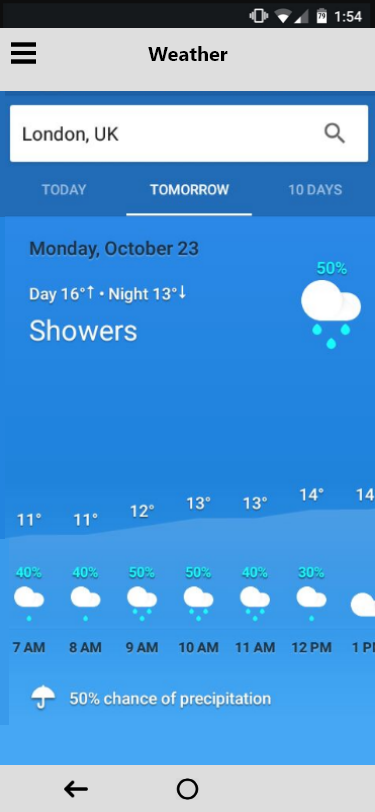 79 1:54
Weather
London, UK
TODAY TOMORROW 10 DAYS
Monday, October 23
50%
Day 16°↑ • Night 13°↓
Showers
11° 11° 12° 13° 13° 14° 14
40% 40% 50% 50% 40% 30%
7 AM 8 AM 9 AM 10 AM 11 AM 12 PM 1 P
50% chance of precipitation